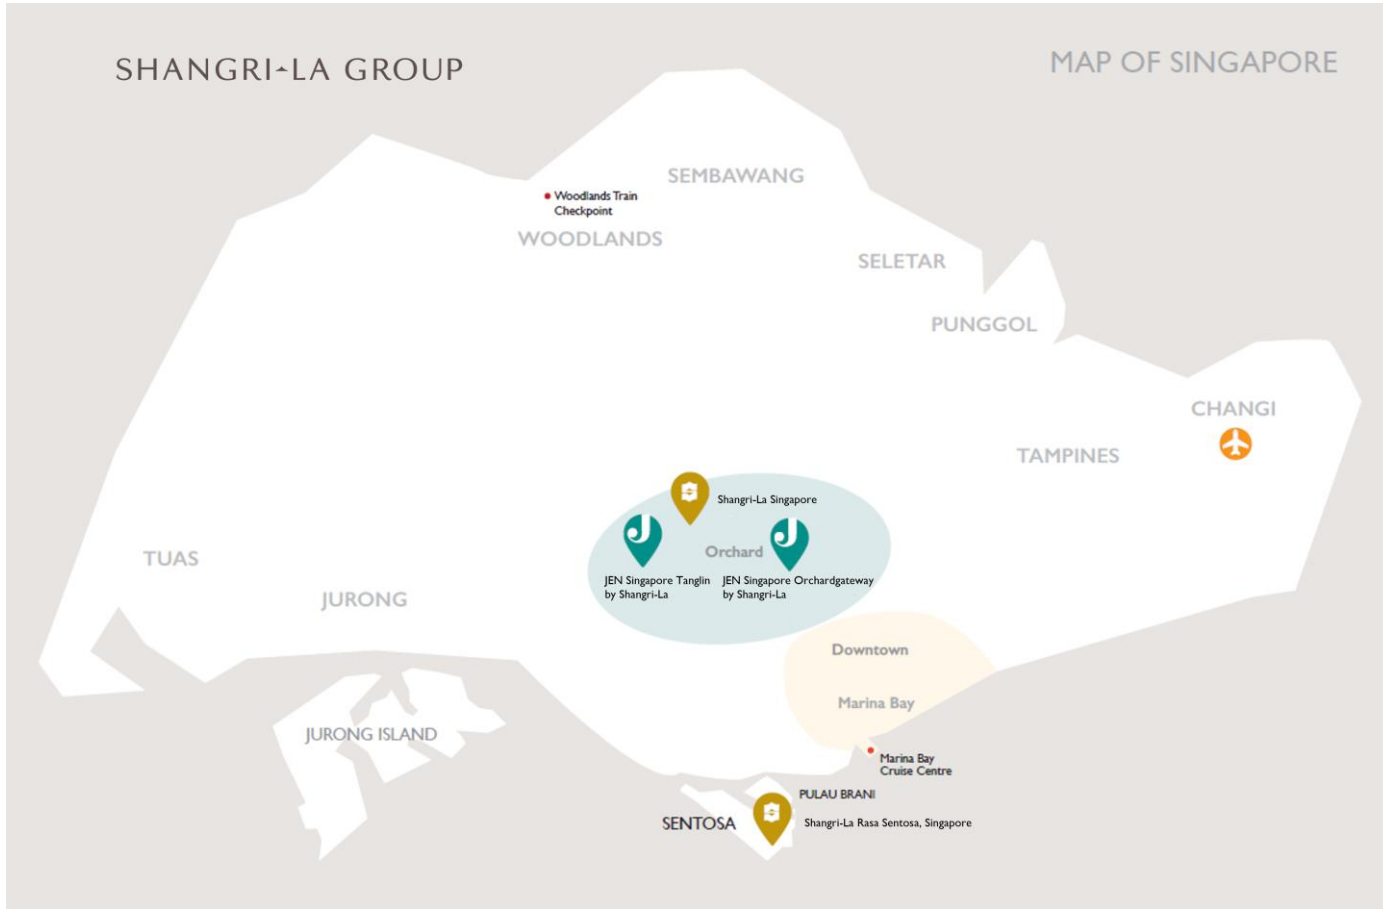 SHANGRI-LA GROUP
MAP OF SINGAPORE
SEMBAWANG
Woodlands Train
Checkpoint
WOODLANDS
SELETAR
PUNGGOL
CHANGI
TAMPINES
Shangri-La Singapore
Orchard
TUAS
JEN Singapore Tanglin
by Shangri-La
JEN Singapore Orchardgateway
by Shangri-La
JURONG
Downtown
Marina Bay
JURONG ISLAND
Marina Bay
Cruise Centre
PULAU BRANI
SENTOSA
Shangri-La Rasa Sentosa, Singapore